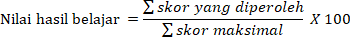 Nilai hasil belajar = ∑ skor yang diperoleh / ∑ skor maksimal X 100